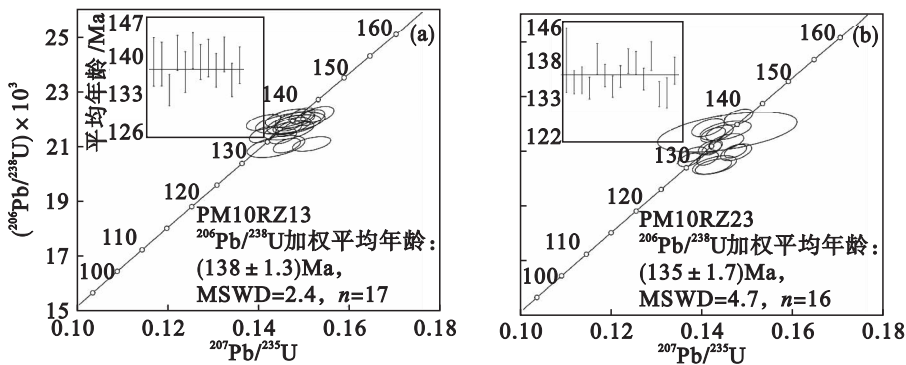 (a)
平均年龄/Ma
147
140
133
126
(²⁰⁶Pb/²³⁸U)×10³
25
23
21
19
17
15
160
150
140
130
120
110
100
PM10RZ13
²⁰⁶Pb/²³⁸U加权平均年龄:
(138±1.3)Ma,
MSWD=2.4, n=17
0.10 0.12 0.14 0.16 0.18
²⁰⁷Pb/²³⁵U
(b)
146
138
133
122
160
150
140
130
120
110
100
PM10RZ23
²⁰⁶Pb/²³⁸U加权平均年龄:
(135±1.7)Ma,
MSWD=4.7, n=16
0.10 0.12 0.14 0.16 0.18
²⁰⁷Pb/²³⁵U